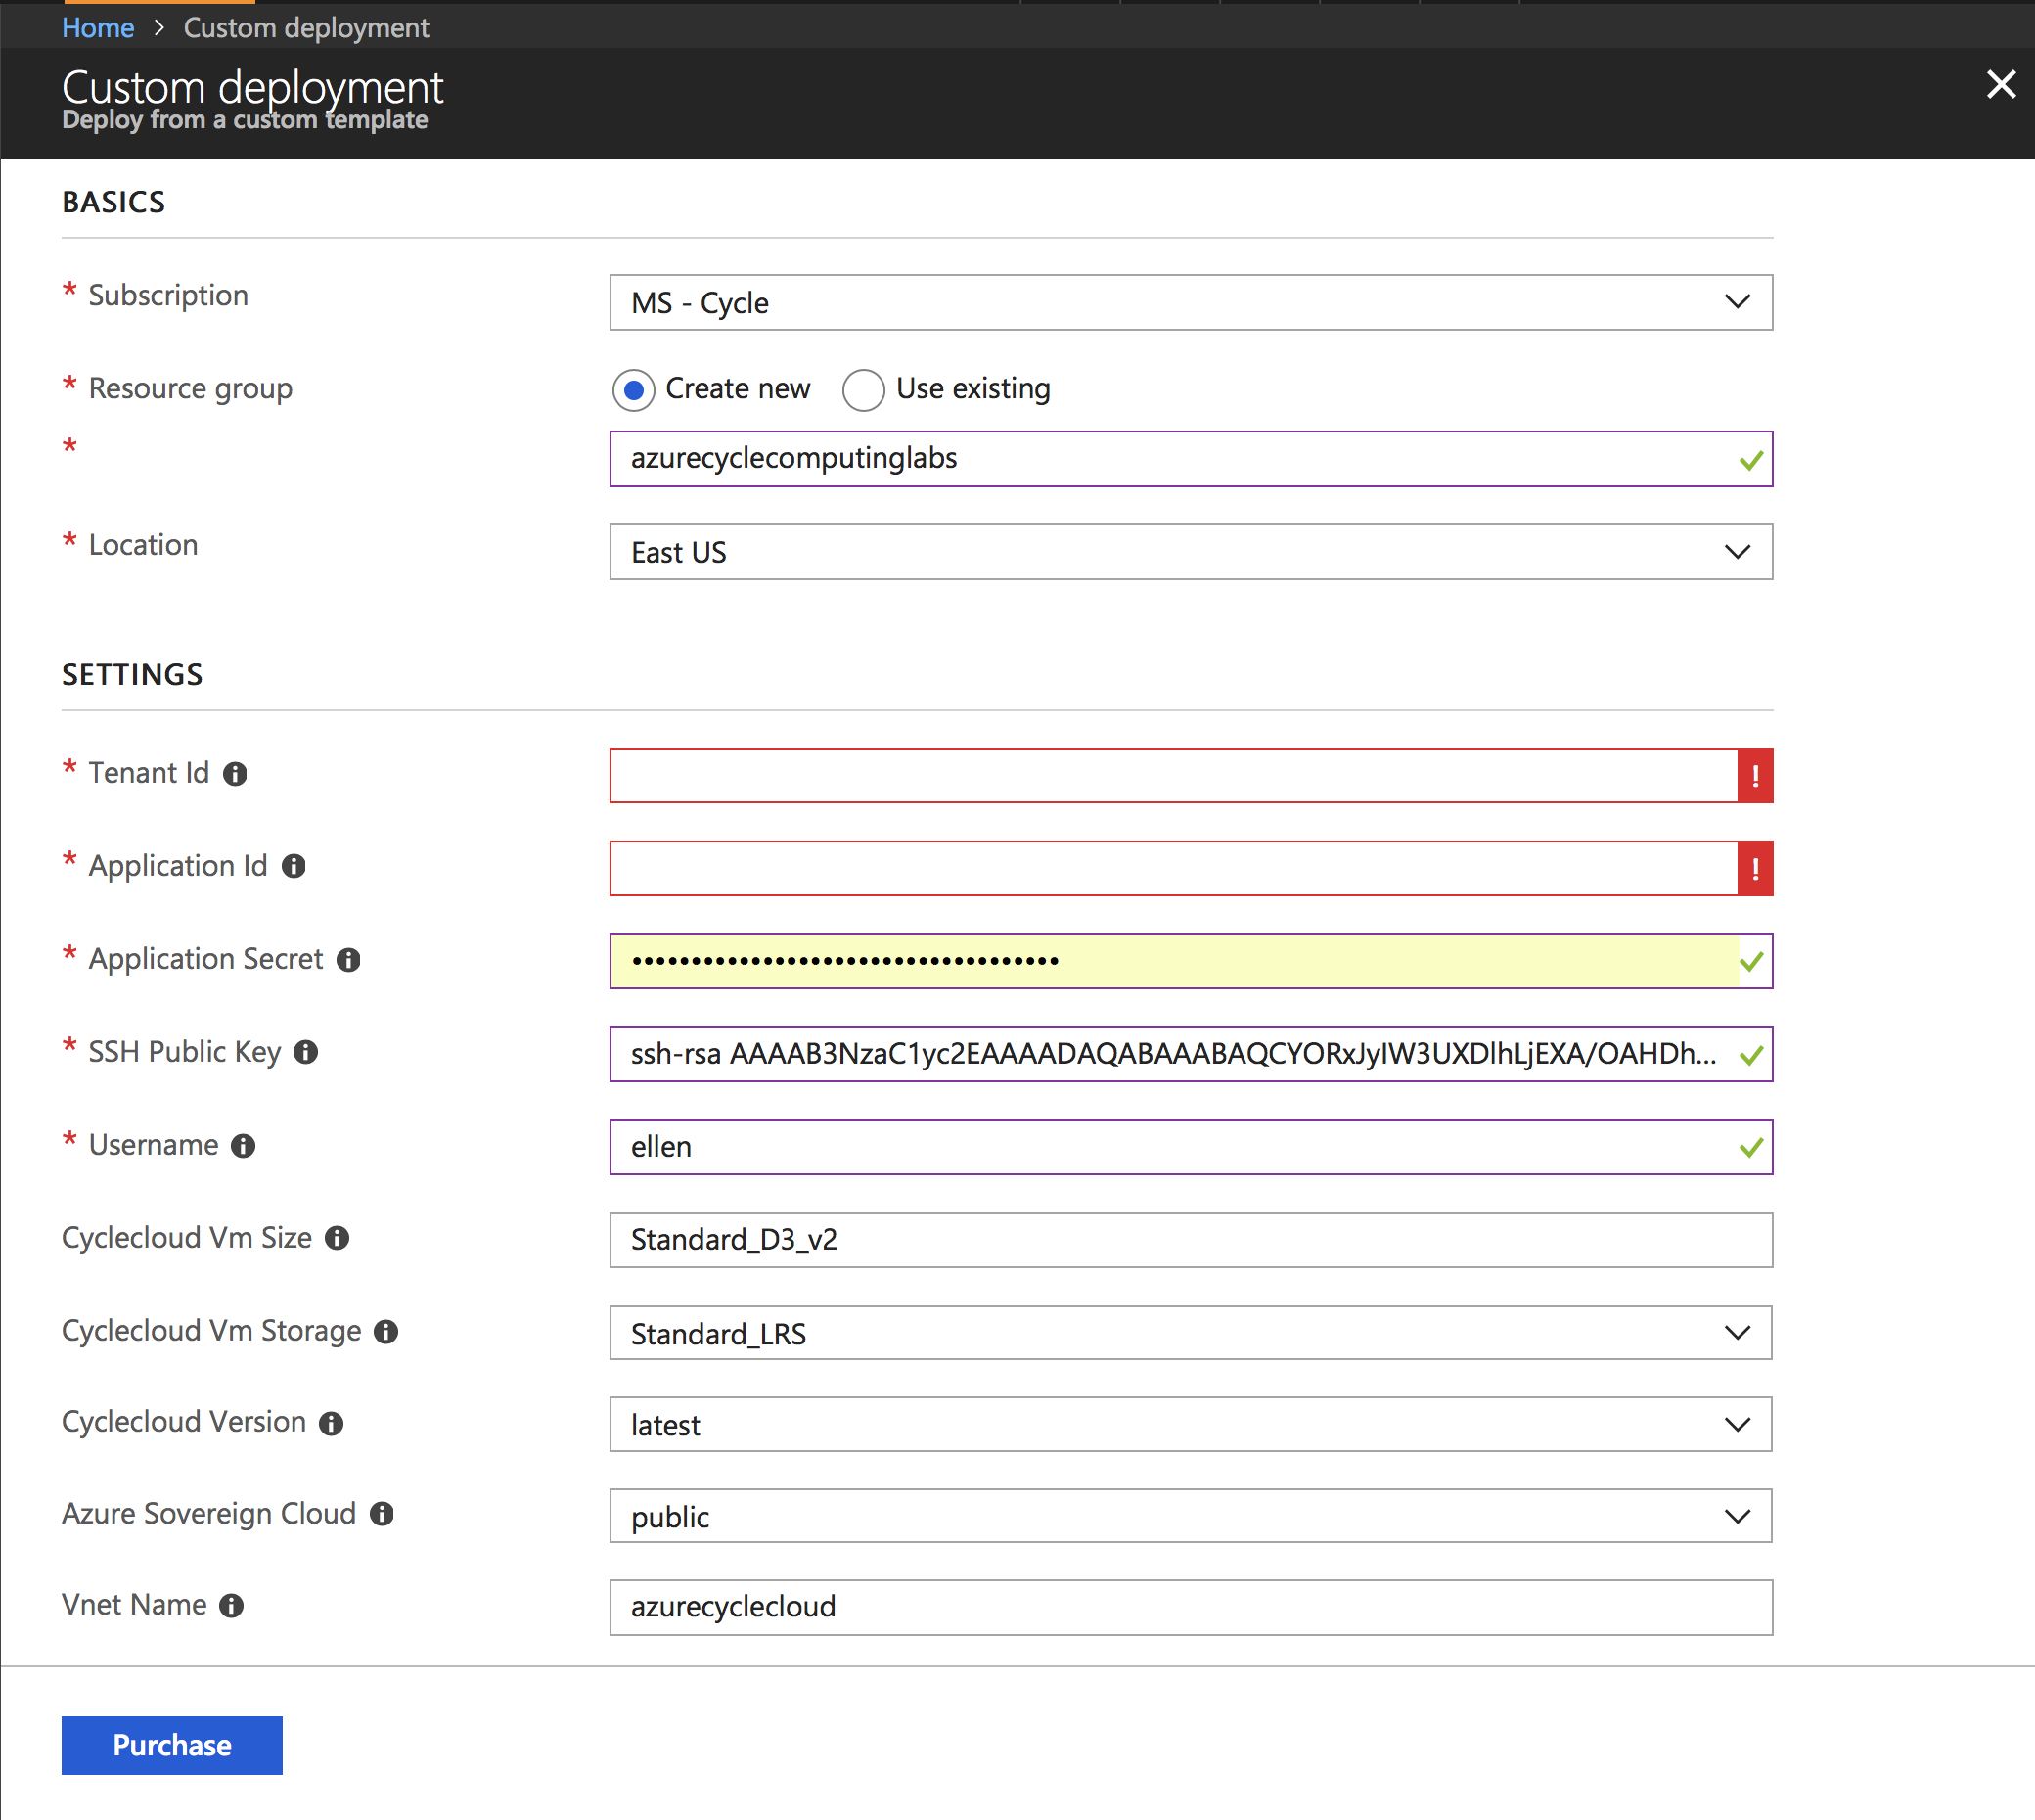 Home > Custom deployment
Custom deployment
Deploy from a custom template
BASICS
* Subscription
MS - Cycle
* Resource group
Create new Use existing
*
azurecyclecomputinglabs
* Location
East US
SETTINGS
* Tenant Id
!
* Application Id
!
* Application Secret
••••••••••••••••••••••••••••••••••••
* SSH Public Key
ssh-rsa AAAAB3NzaC1yc2EAAAADAQABAAABAQCYORxJyIW3UXDlhLjEXA/OAHDh...
* Username
ellen
Cyclecloud Vm Size
Standard_D3_v2
Cyclecloud Vm Storage
Standard_LRS
Cyclecloud Version
latest
Azure Sovereign Cloud
public
Vnet Name
azurecyclecloud
Purchase